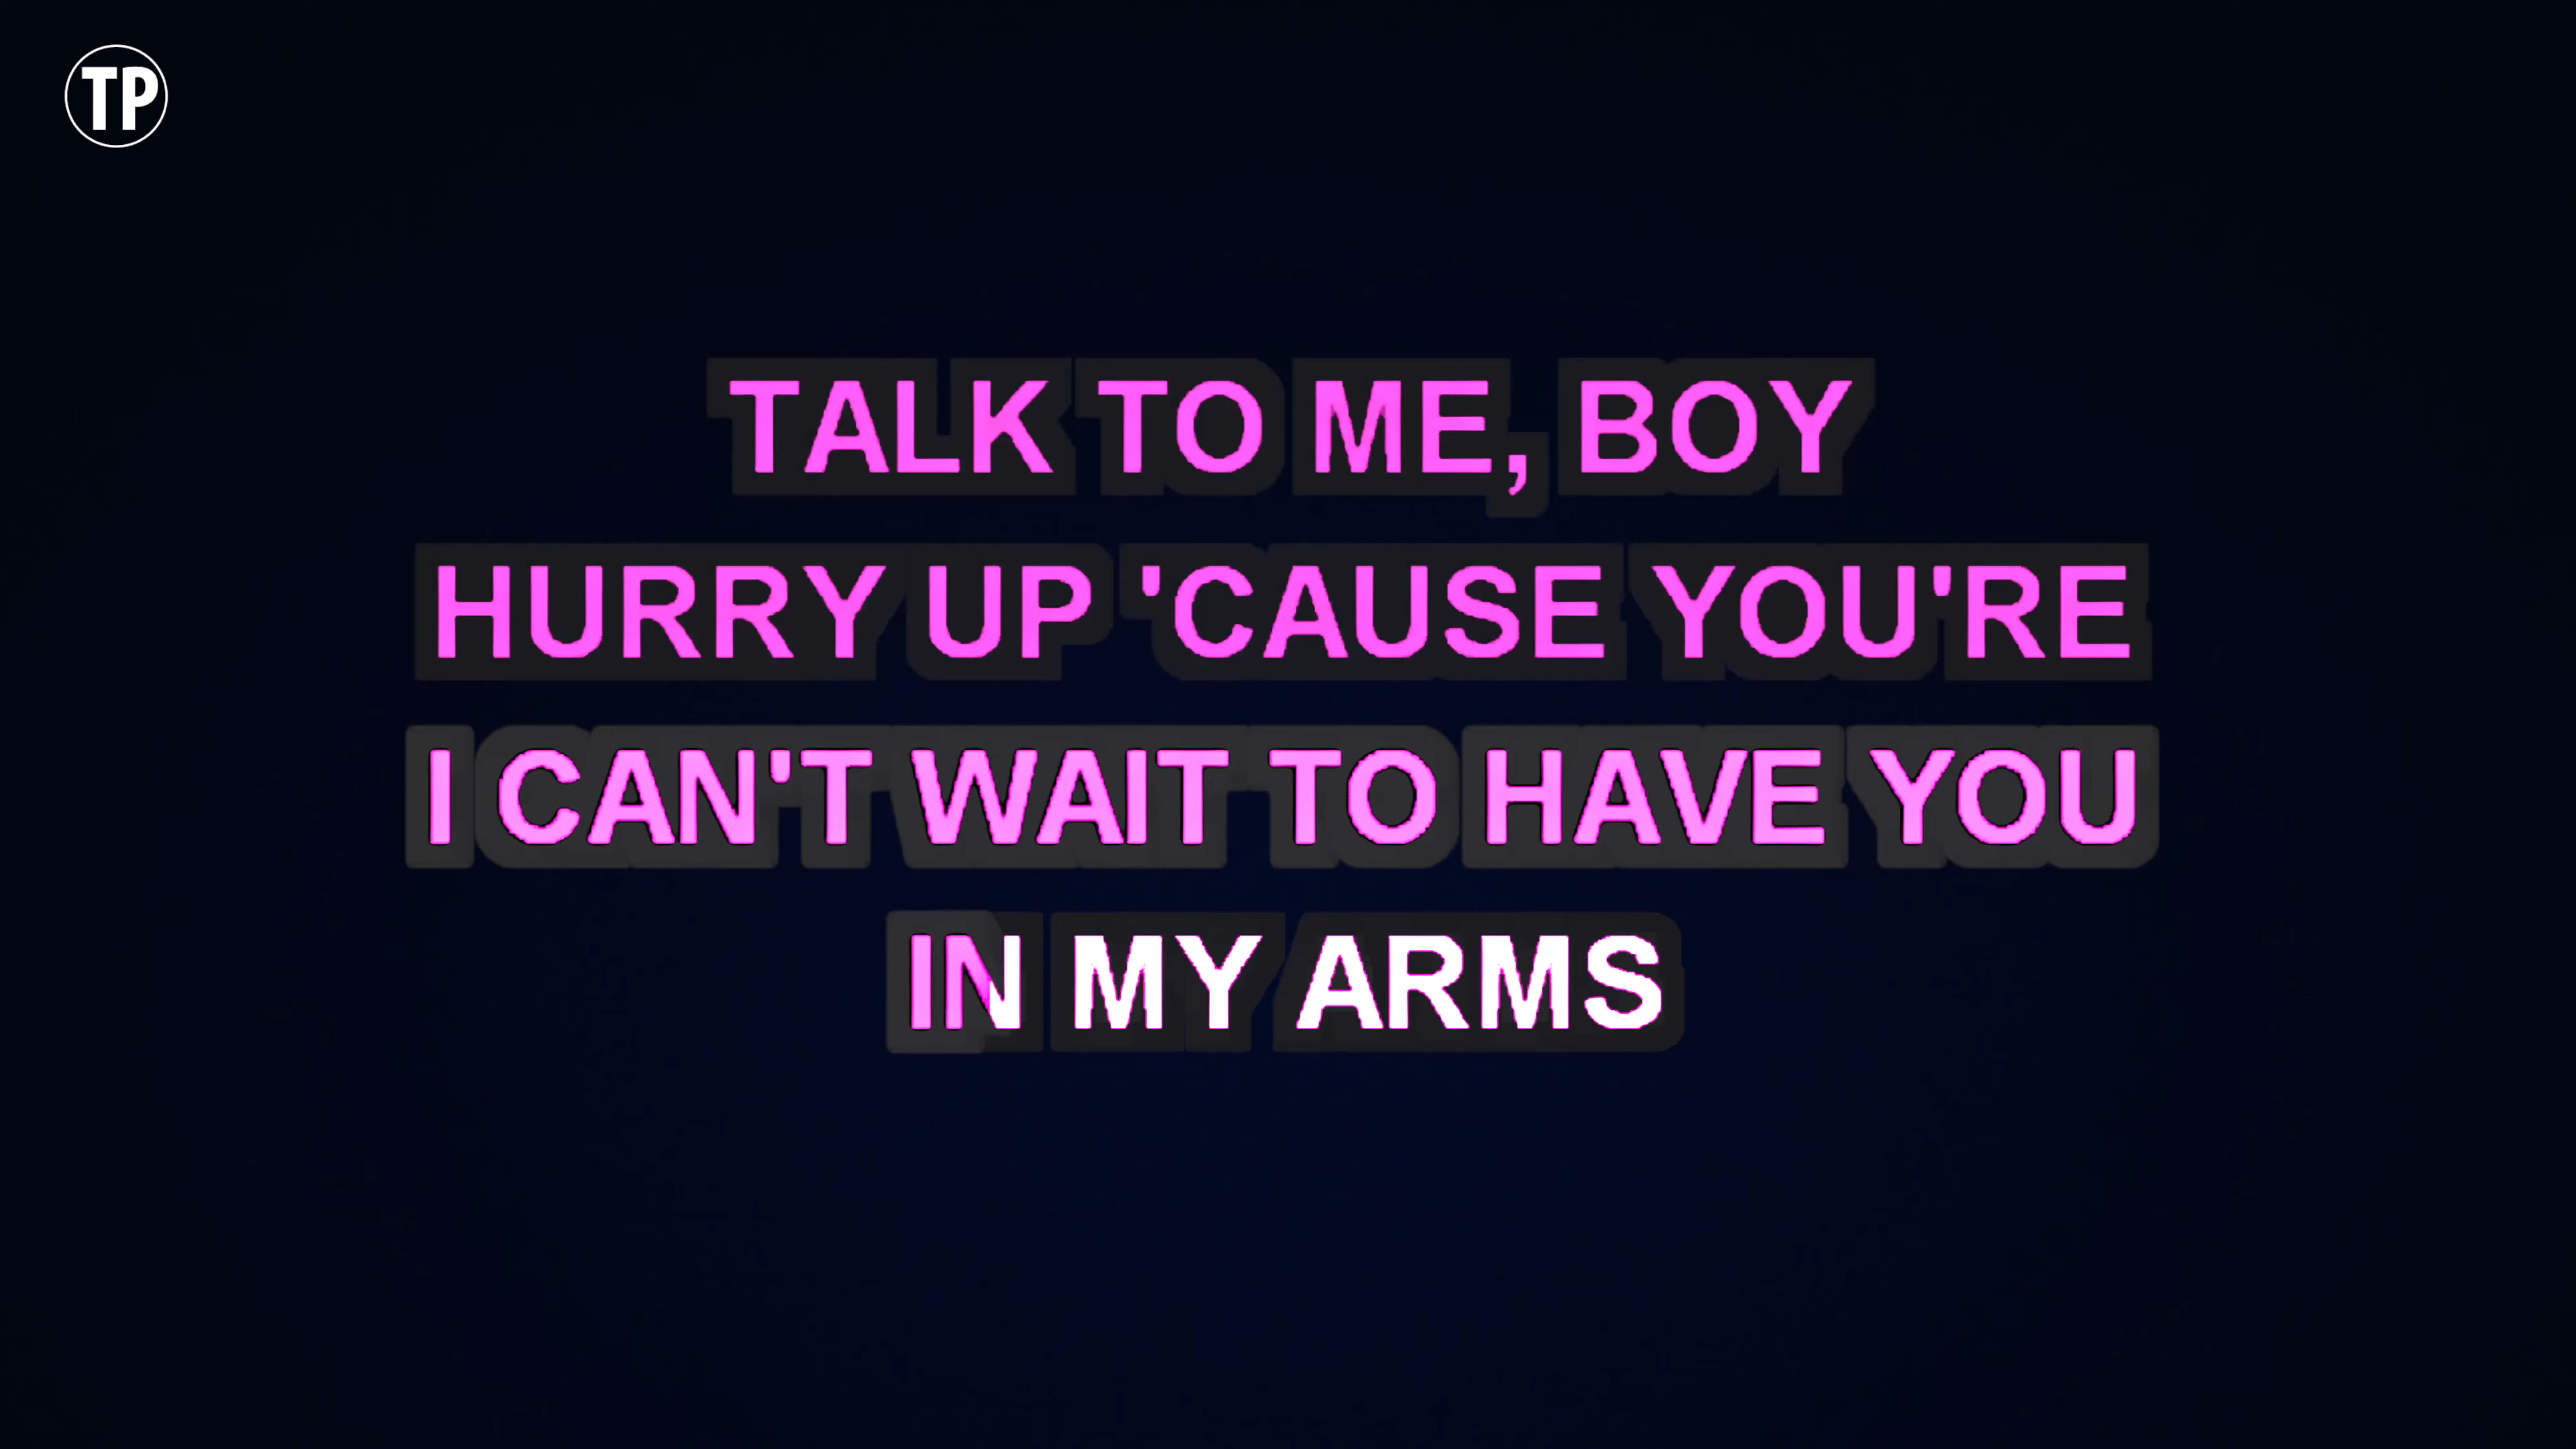 TP
TALK TO ME, BOY
HURRY UP 'CAUSE YOU'RE
I CAN'T WAIT TO HAVE YOU
IN MY ARMS